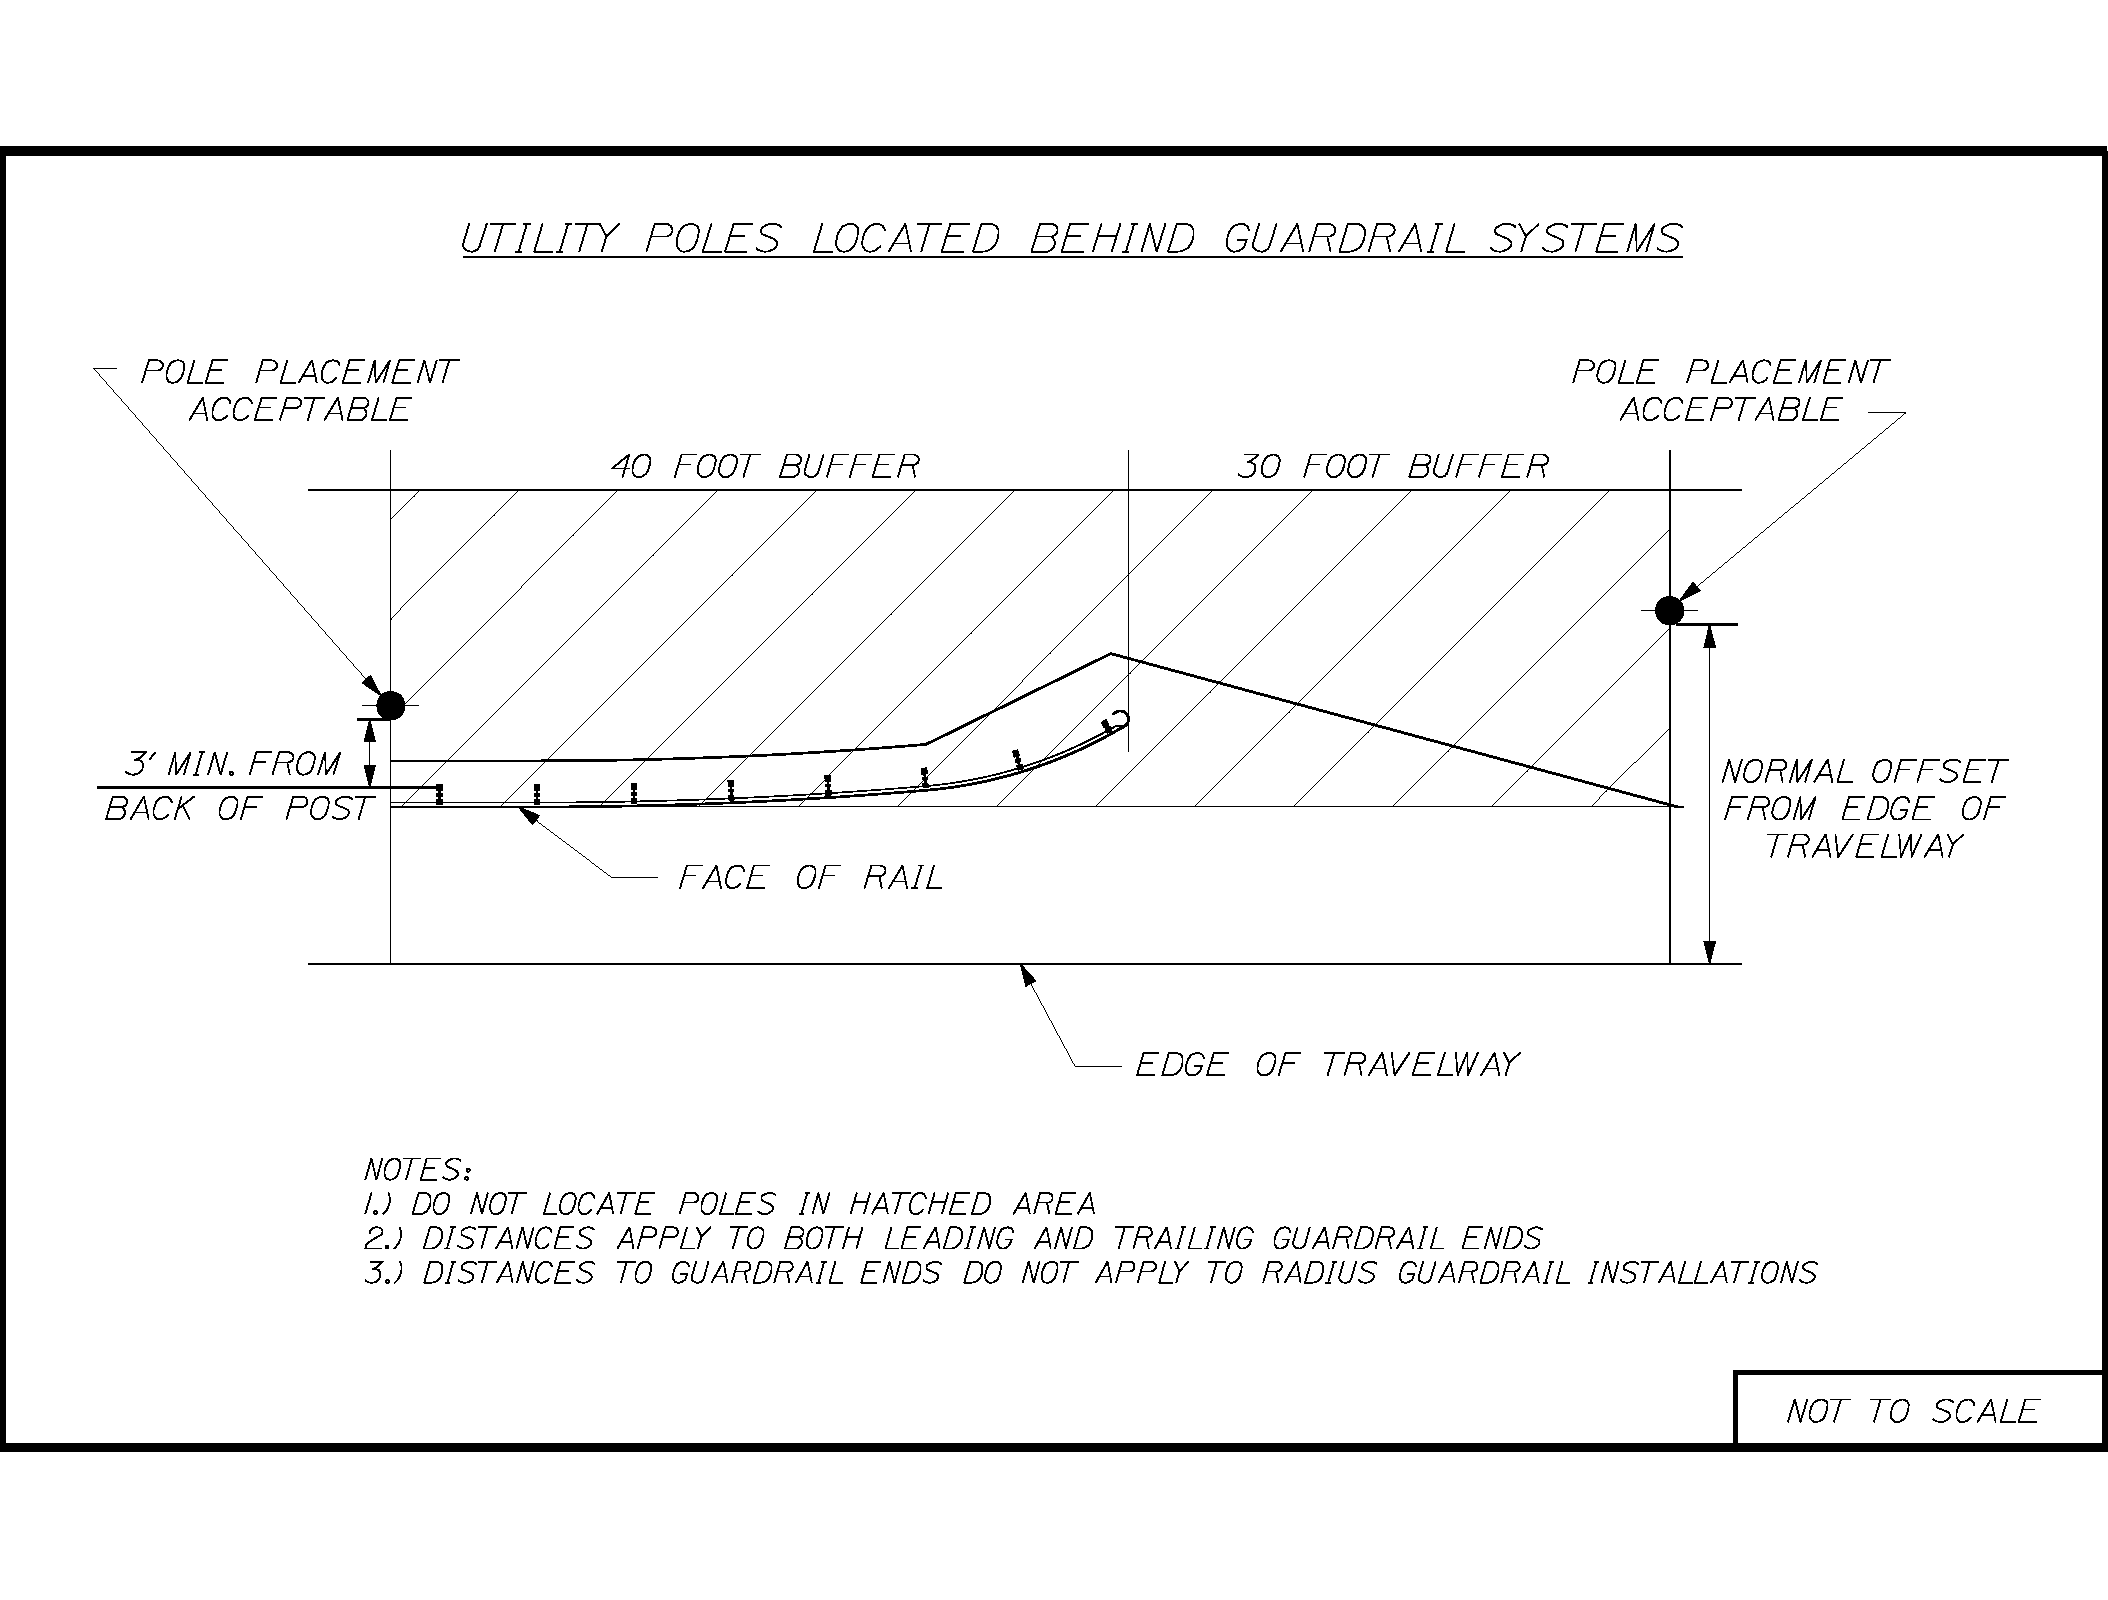 UTILITY POLES LOCATED BEHIND GUARDRAIL SYSTEMS
POLE PLACEMENT
ACCEPTABLE
POLE PLACEMENT
ACCEPTABLE
40 FOOT BUFFER
30 FOOT BUFFER
3' MIN. FROM
BACK OF POST
NORMAL OFFSET
FROM EDGE OF
TRAVELWAY
FACE OF RAIL
EDGE OF TRAVELWAY
NOTES:
1.) DO NOT LOCATE POLES IN HATCHED AREA
2.) DISTANCES APPLY TO BOTH LEADING AND TRAILING GUARDRAIL ENDS
3.) DISTANCES TO GUARDRAIL ENDS DO NOT APPLY TO RADIUS GUARDRAIL INSTALLATIONS
NOT TO SCALE